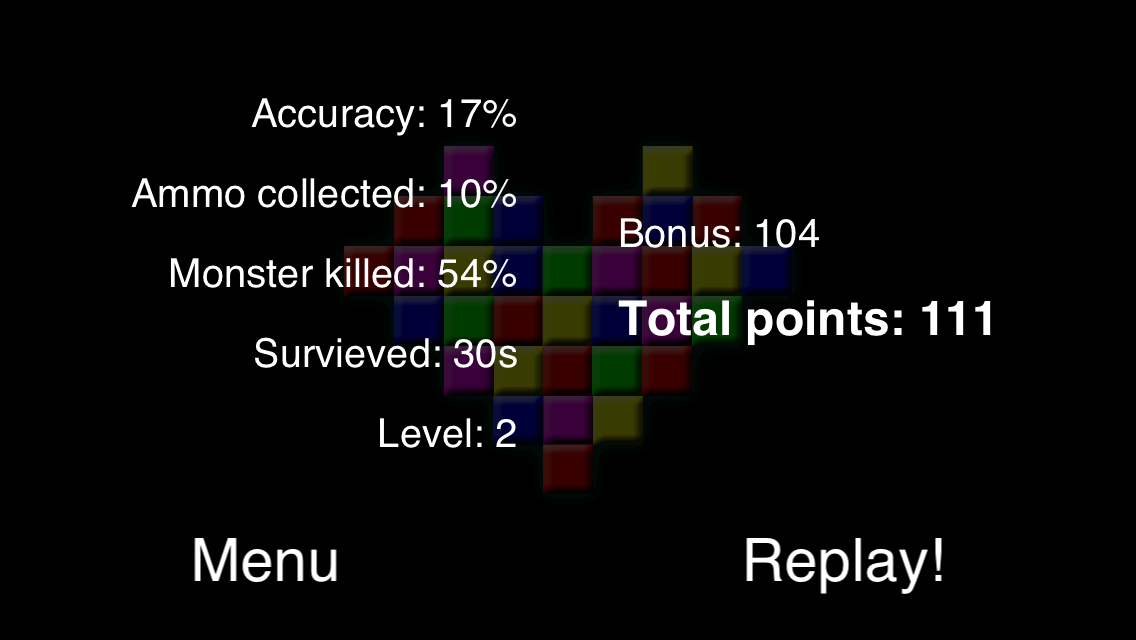 Accuracy: 17%
Ammo collected: 10%
Monster killed: 54%
Survieved: 30s
Level: 2
Bonus: 104
Total points: 111
Menu
Replay!